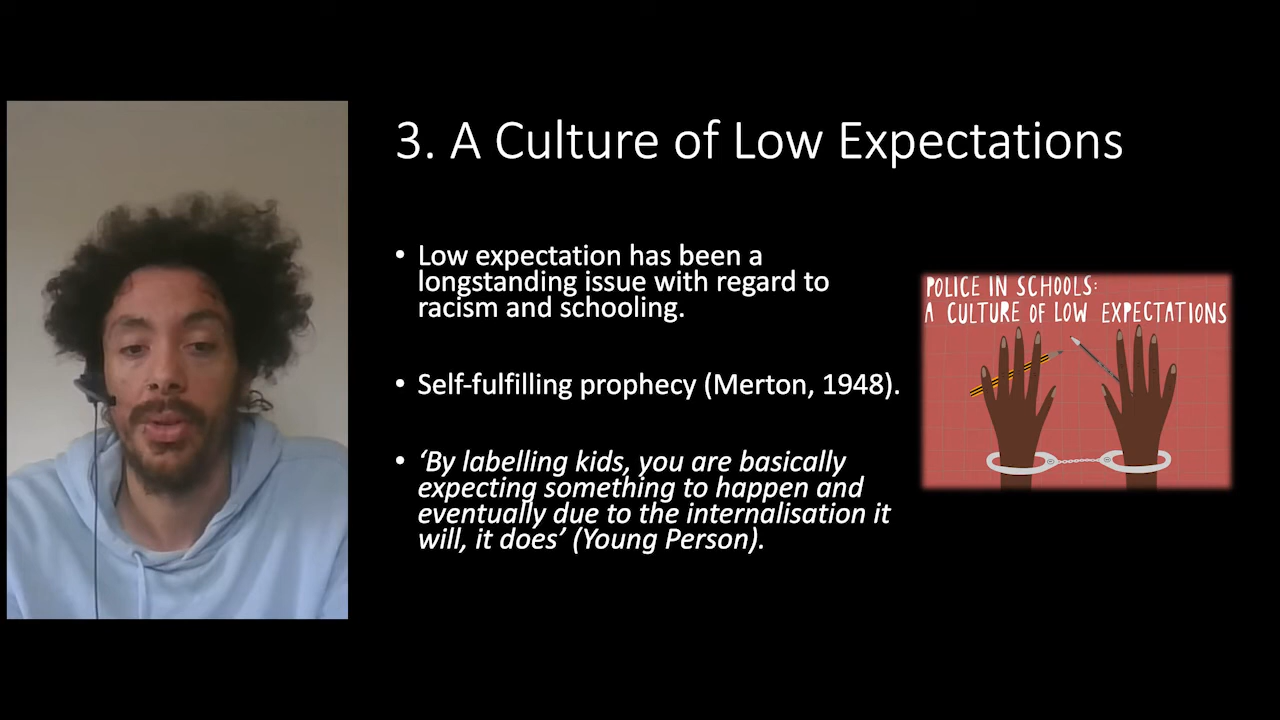 3. A Culture of Low Expectations
• Low expectation has been a
longstanding issue with regard to
racism and schooling.
• Self-fulfilling prophecy (Merton, 1948).
• ‘By labelling kids, you are basically
expecting something to happen and
eventually due to the internalisation it
will, it does’ (Young Person).
POLICE IN SCHOOLS:
A CULTURE OF LOW EXPECTATIONS